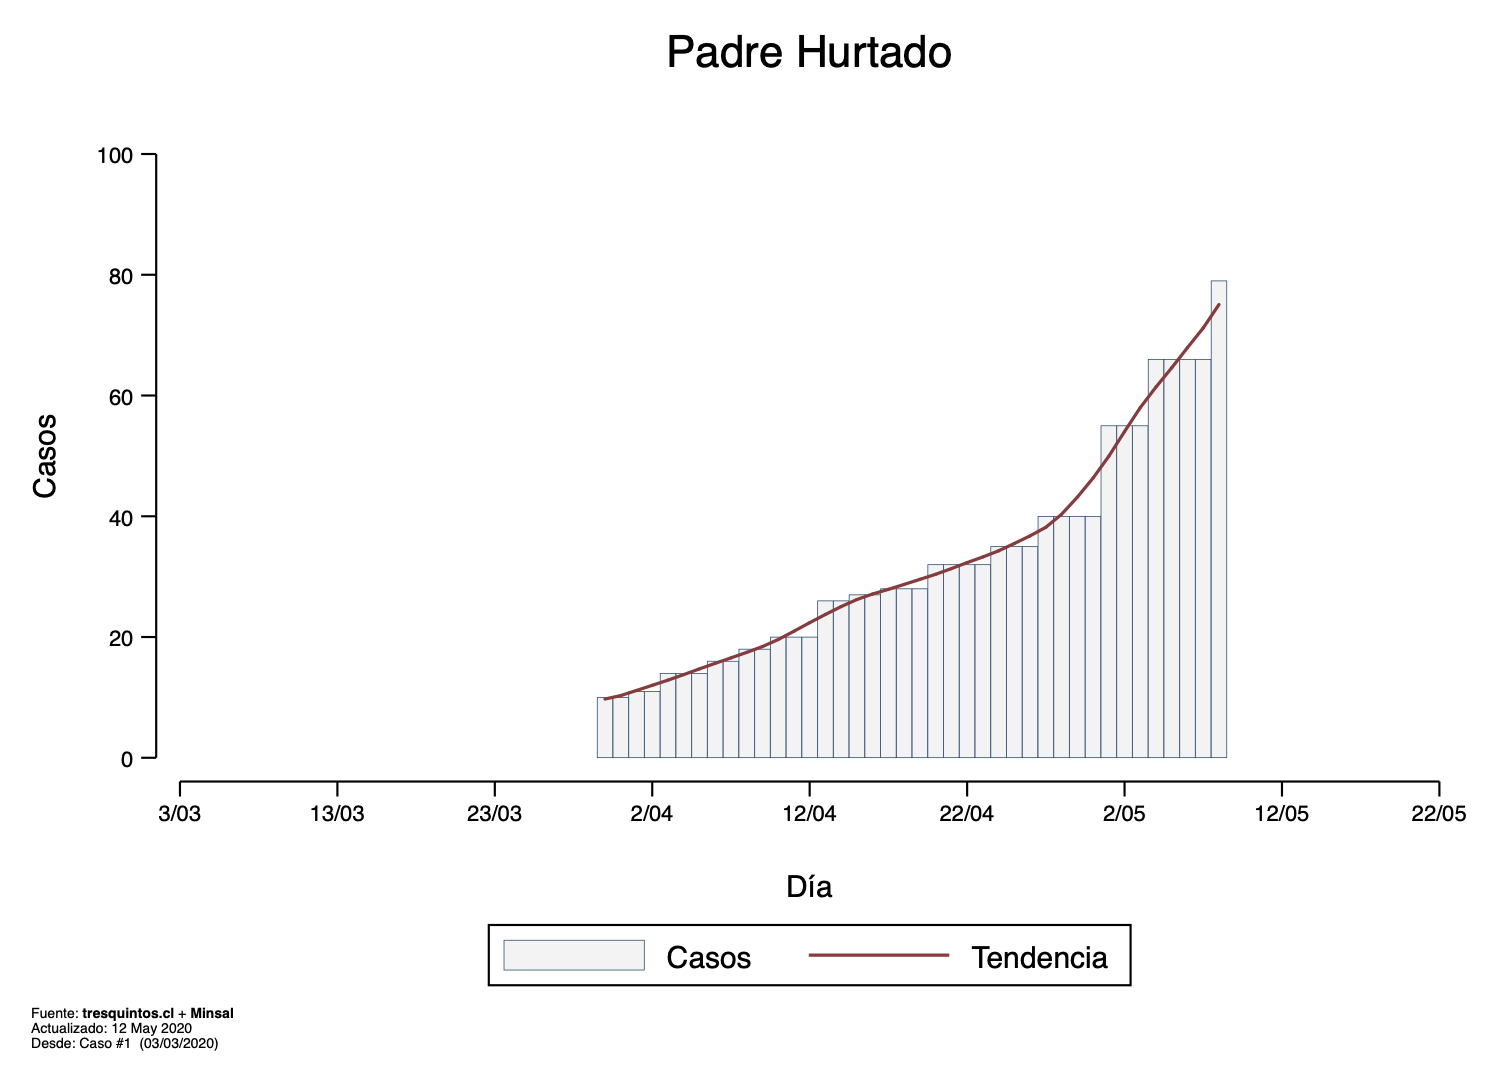 Padre Hurtado
100
80
60
40
20
0
Casos
3/03 13/03 23/03 2/04 12/04 22/04 2/05 12/05 22/05
Día
Casos Tendencia
Fuente: tresquintos.cl + Minsal
Actualizado: 12 May 2020
Desde: Caso #1 (03/03/2020)